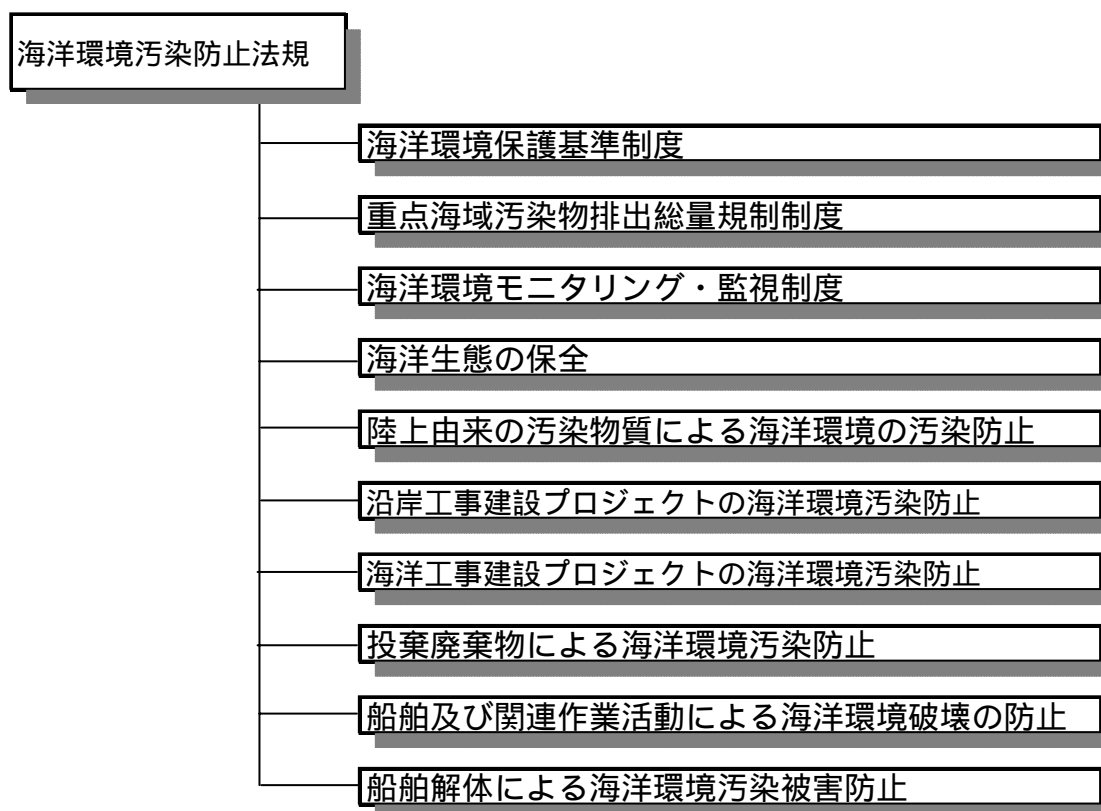 海洋環境汚染防止法規
海洋環境保護基準制度
重点海域汚染物排出総量規制制度
海洋環境モニタリング・監視制度
海洋生態の保全
陸上由来の汚染物質による海洋環境の汚染防止
沿岸工事建設プロジェクトの海洋環境汚染防止
海洋工事建設プロジェクトの海洋環境汚染防止
投棄廃棄物による海洋環境汚染防止
船舶及び関連作業活動による海洋環境破壊の防止
船舶解体による海洋環境汚染被害防止